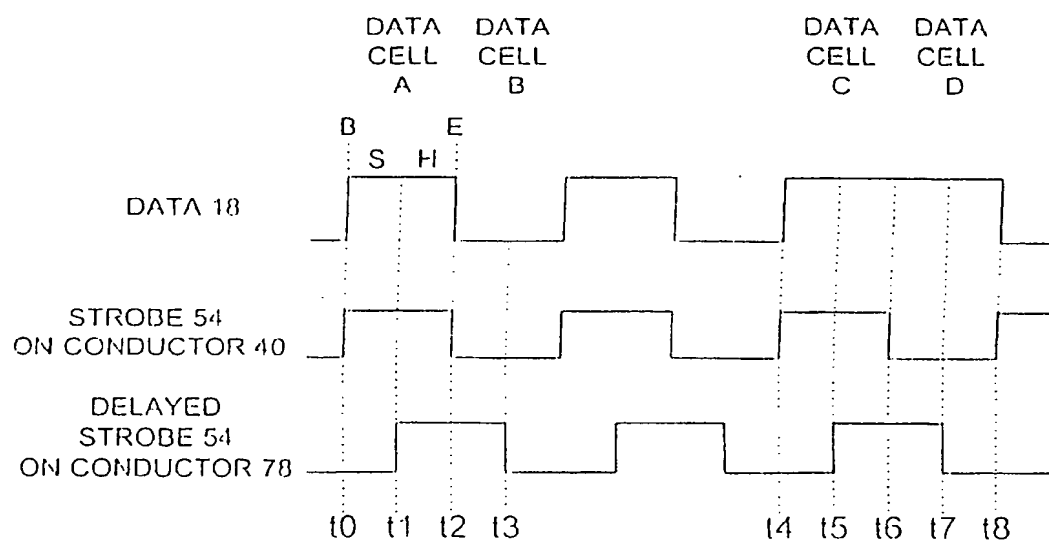 DATA CELL A
DATA CELL B
DATA CELL C
DATA CELL D
B
E
S
H
DATA 18
STROBE 54
ON CONDUCTOR 40
DELAYED
STROBE 54
ON CONDUCTOR 78
t0 t1 t2 t3 t4 t5 t6 t7 t8